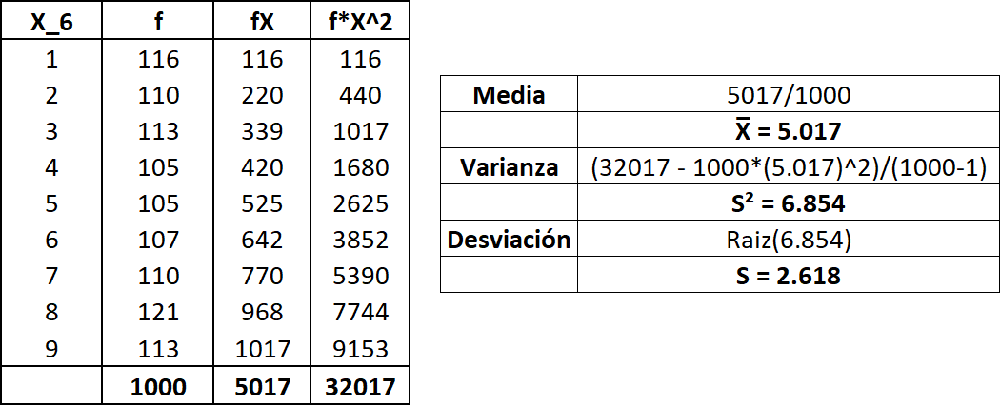 X_6 f fX f*X^2
1 116 116 116
2 110 220 440
3 113 339 1017
4 105 420 1680
5 105 525 2625
6 107 642 3852
7 110 770 5390
8 121 968 7744
9 113 1017 9153
1000 5017 32017
Media 5017/1000
X̅ = 5.017
Varianza (32017 - 1000*(5.017)^2)/(1000-1)
S² = 6.854
Desviación Raiz(6.854)
S = 2.618